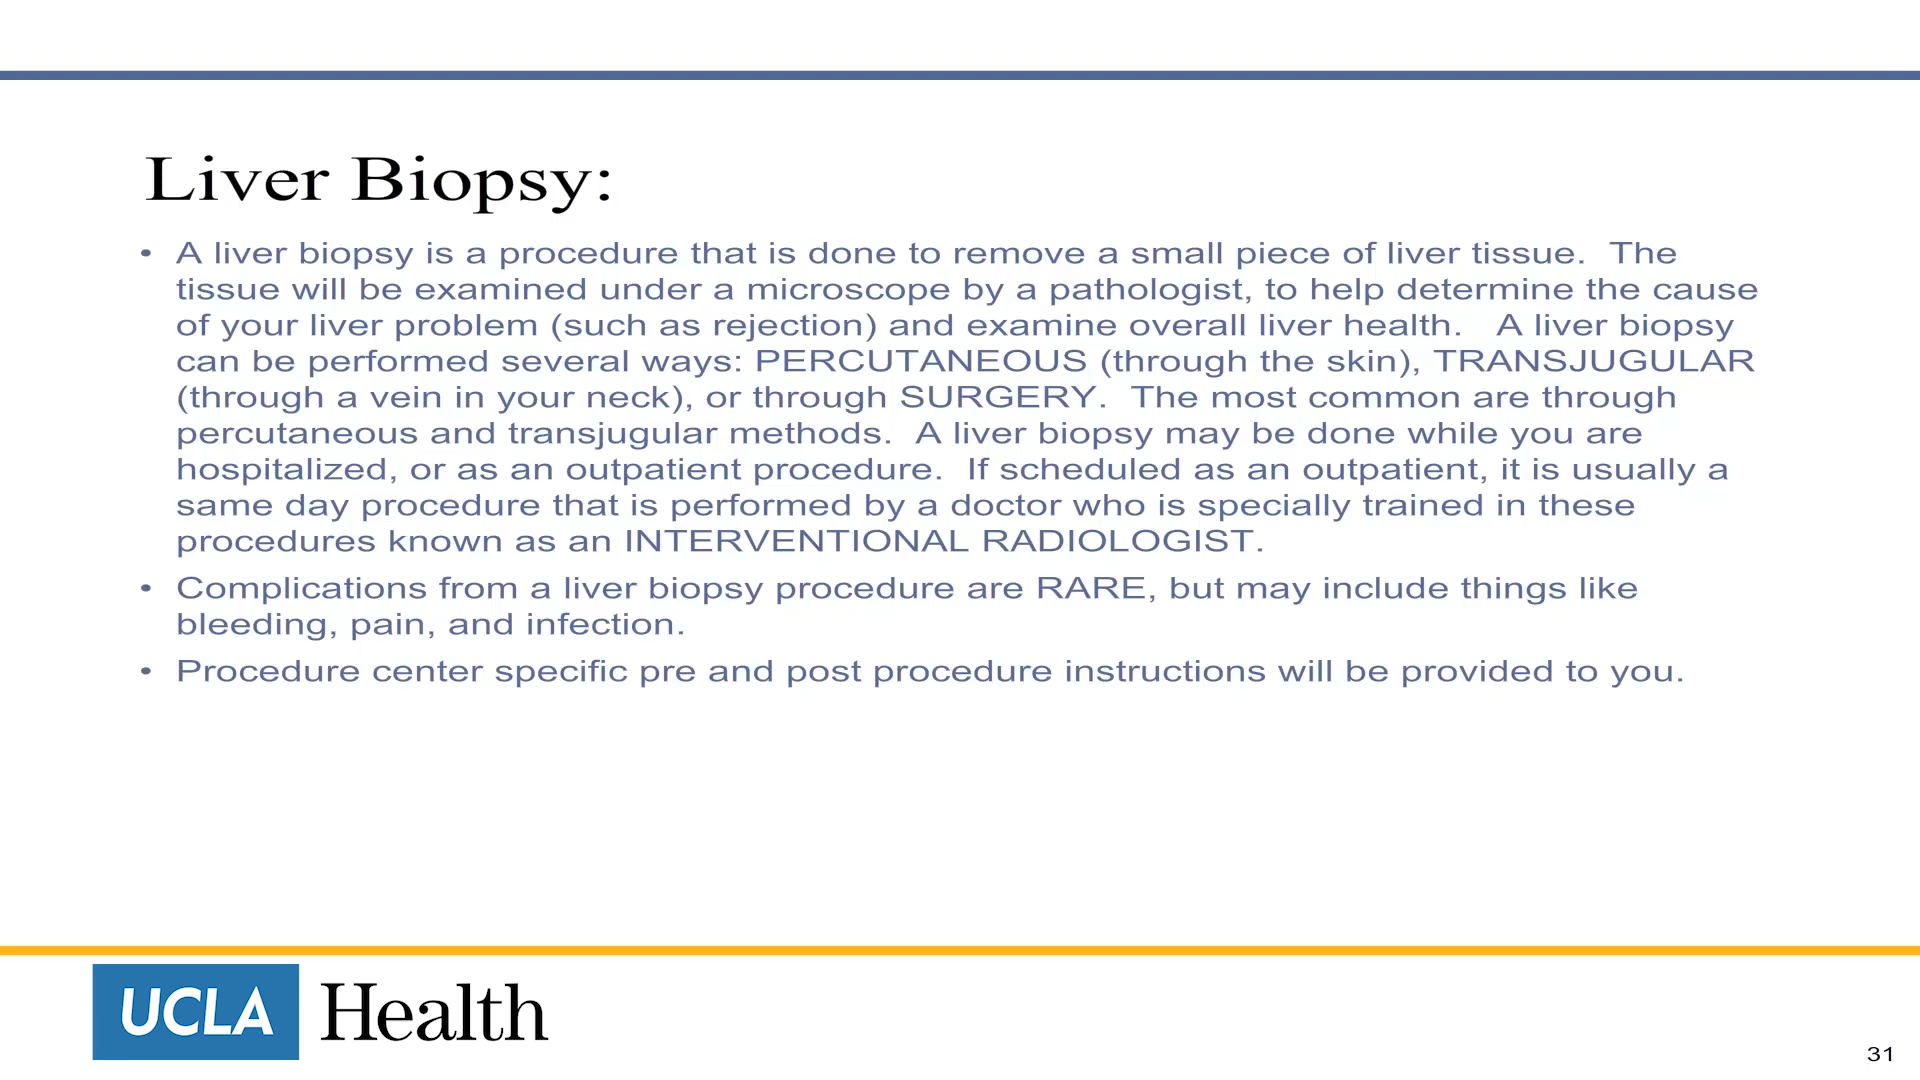 Liver Biopsy:
• A liver biopsy is a procedure that is done to remove a small piece of liver tissue.  The
tissue will be examined under a microscope by a pathologist, to help determine the cause
of your liver problem (such as rejection) and examine overall liver health.   A liver biopsy
can be performed several ways: PERCUTANEOUS (through the skin), TRANSJUGULAR
(through a vein in your neck), or through SURGERY.  The most common are through
percutaneous and transjugular methods.  A liver biopsy may be done while you are
hospitalized, or as an outpatient procedure.  If scheduled as an outpatient, it is usually a
same day procedure that is performed by a doctor who is specially trained in these
procedures known as an INTERVENTIONAL RADIOLOGIST.
• Complications from a liver biopsy procedure are RARE, but may include things like
bleeding, pain, and infection.
• Procedure center specific pre and post procedure instructions will be provided to you.
UCLA Health
31